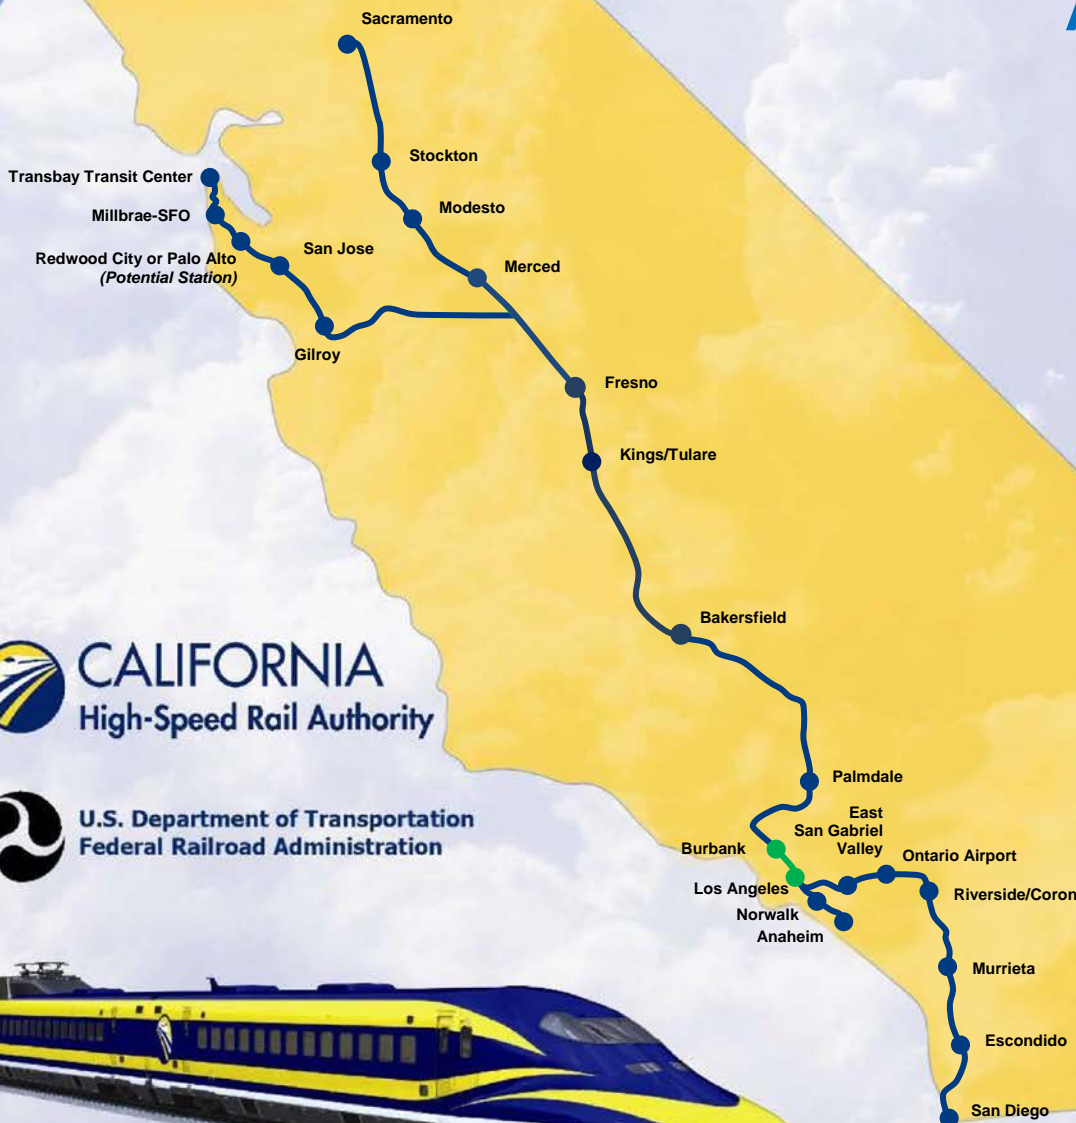 Sacramento
Stockton
Transbay Transit Center
Modesto
Millbrae-SFO
San Jose
Redwood City or Palo Alto
(Potential Station)
Merced
Gilroy
Fresno
Kings/Tulare
Bakersfield
CALIFORNIA
High-Speed Rail Authority
Palmdale
U.S. Department of Transportation
Federal Railroad Administration
East
San Gabriel
Valley
Burbank
Ontario Airport
Los Angeles
Riverside/Coron
Norwalk
Anaheim
Murrieta
Escondido
San Diego